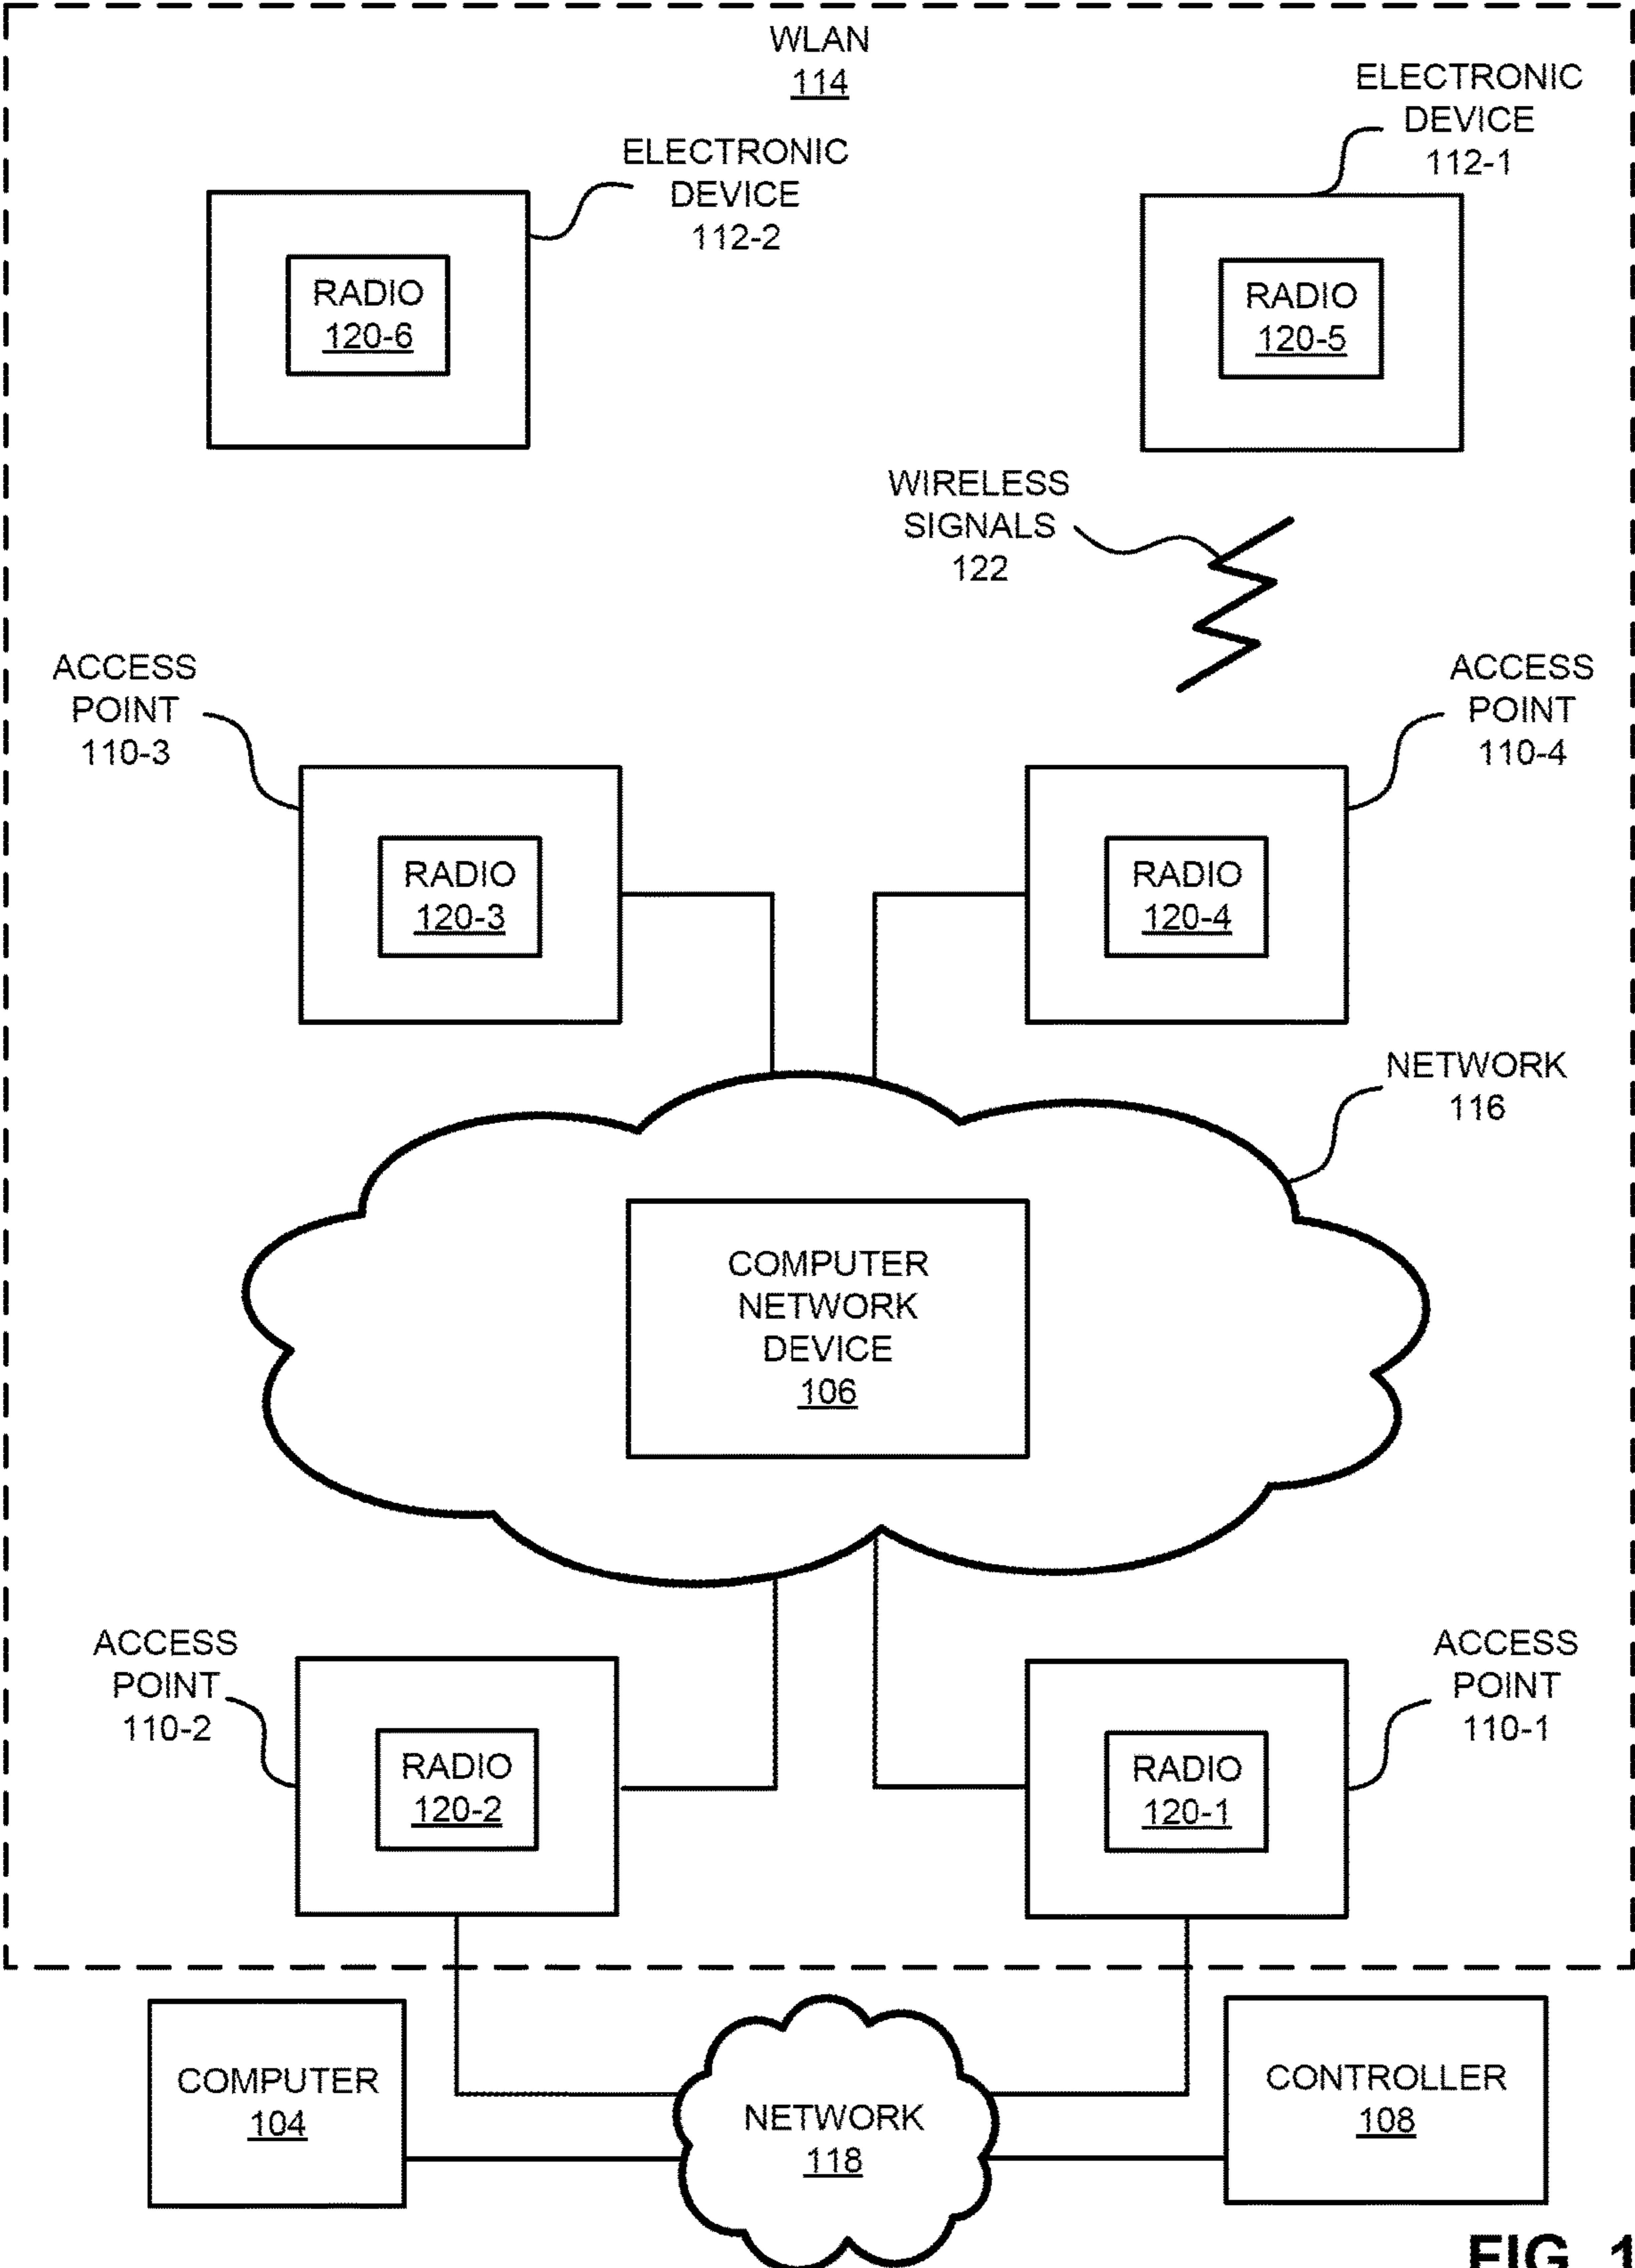 WLAN
114
ELECTRONIC
DEVICE
112-1
ELECTRONIC
DEVICE
112-2
RADIO
120-6
RADIO
120-5
WIRELESS
SIGNALS
122
ACCESS
POINT
110-3
ACCESS
POINT
110-4
RADIO
120-3
RADIO
120-4
NETWORK
116
COMPUTER
NETWORK
DEVICE
106
ACCESS
POINT
110-2
ACCESS
POINT
110-1
RADIO
120-2
RADIO
120-1
COMPUTER
104
NETWORK
118
CONTROLLER
108
FIG. 1